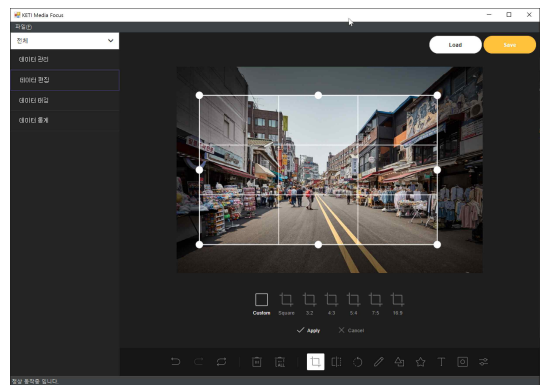 KETI Media Focus
파일(F)
전체
Load
Save
데이터 관리
데이터 편집
데이터 매집
데이터 통계
Custom Square 3:2 4:3 5:4 7:5 16:9
Apply Cancel
정상 동작중 입니다.